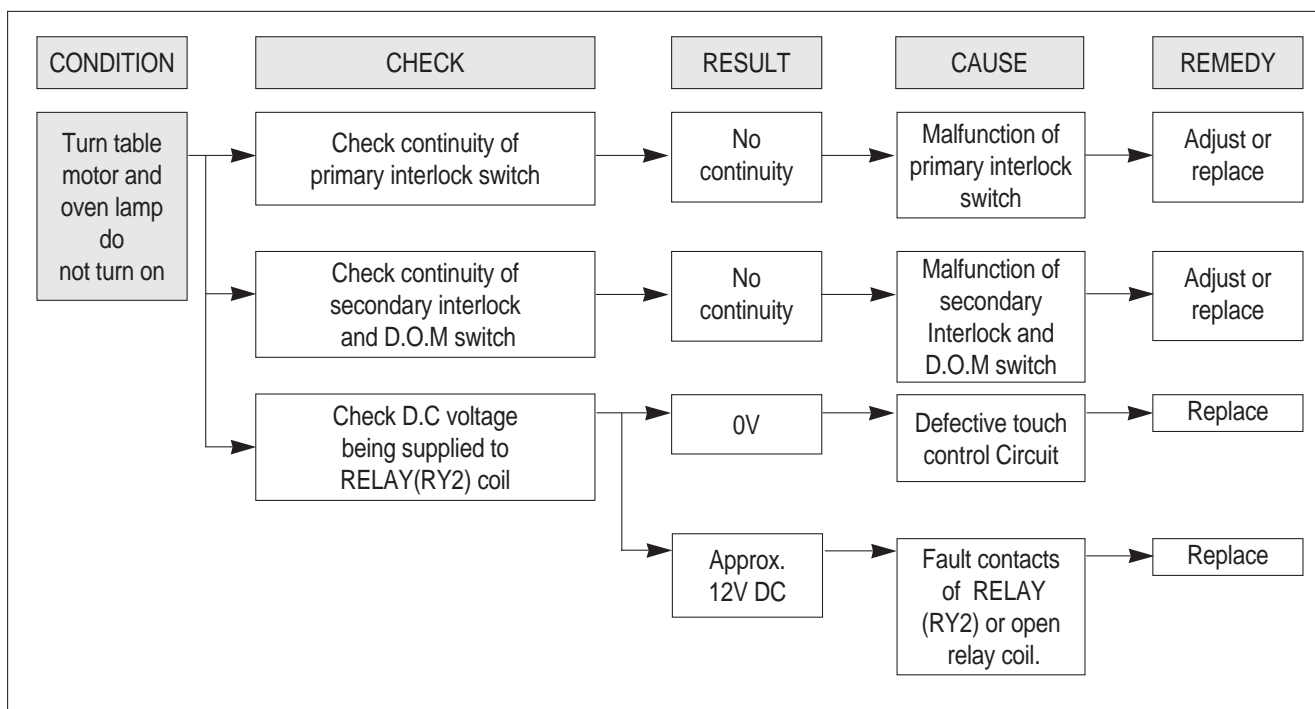 CONDITION
CHECK
RESULT
CAUSE
REMEDY
Turn table
motor and
oven lamp
do
not turn on
Check continuity of
primary interlock switch
No
continuity
Malfunction of
primary interlock
switch
Adjust or
replace
Check continuity of
secondary interlock
and D.O.M switch
No
continuity
Malfunction of
secondary
Interlock and
D.O.M switch
Adjust or
replace
Check D.C voltage
being supplied to
RELAY(RY2) coil
0V
Defective touch
control Circuit
Replace
Approx.
12V DC
Fault contacts
of RELAY
(RY2) or open
relay coil.
Replace